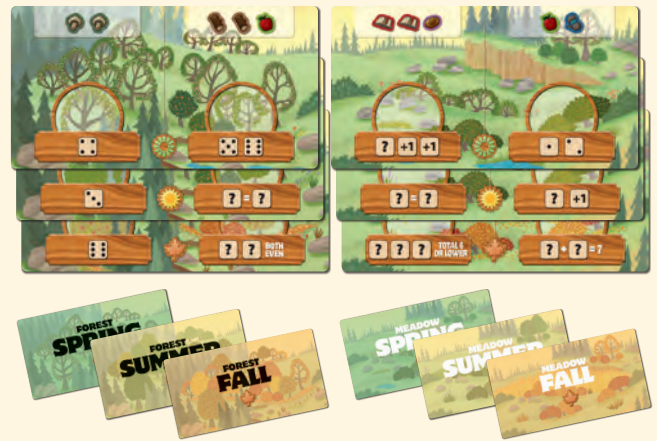 ? +1 +1
? = ?
? = ?
? +1
? ? BOTH
EVEN
? ? ? TOTAL 6
OR LOWER
? + ? = 7
FOREST
SPRING
FOREST
SUMMER
FOREST
FALL
MEADOW
SPRING
MEADOW
SUMMER
MEADOW
FALL